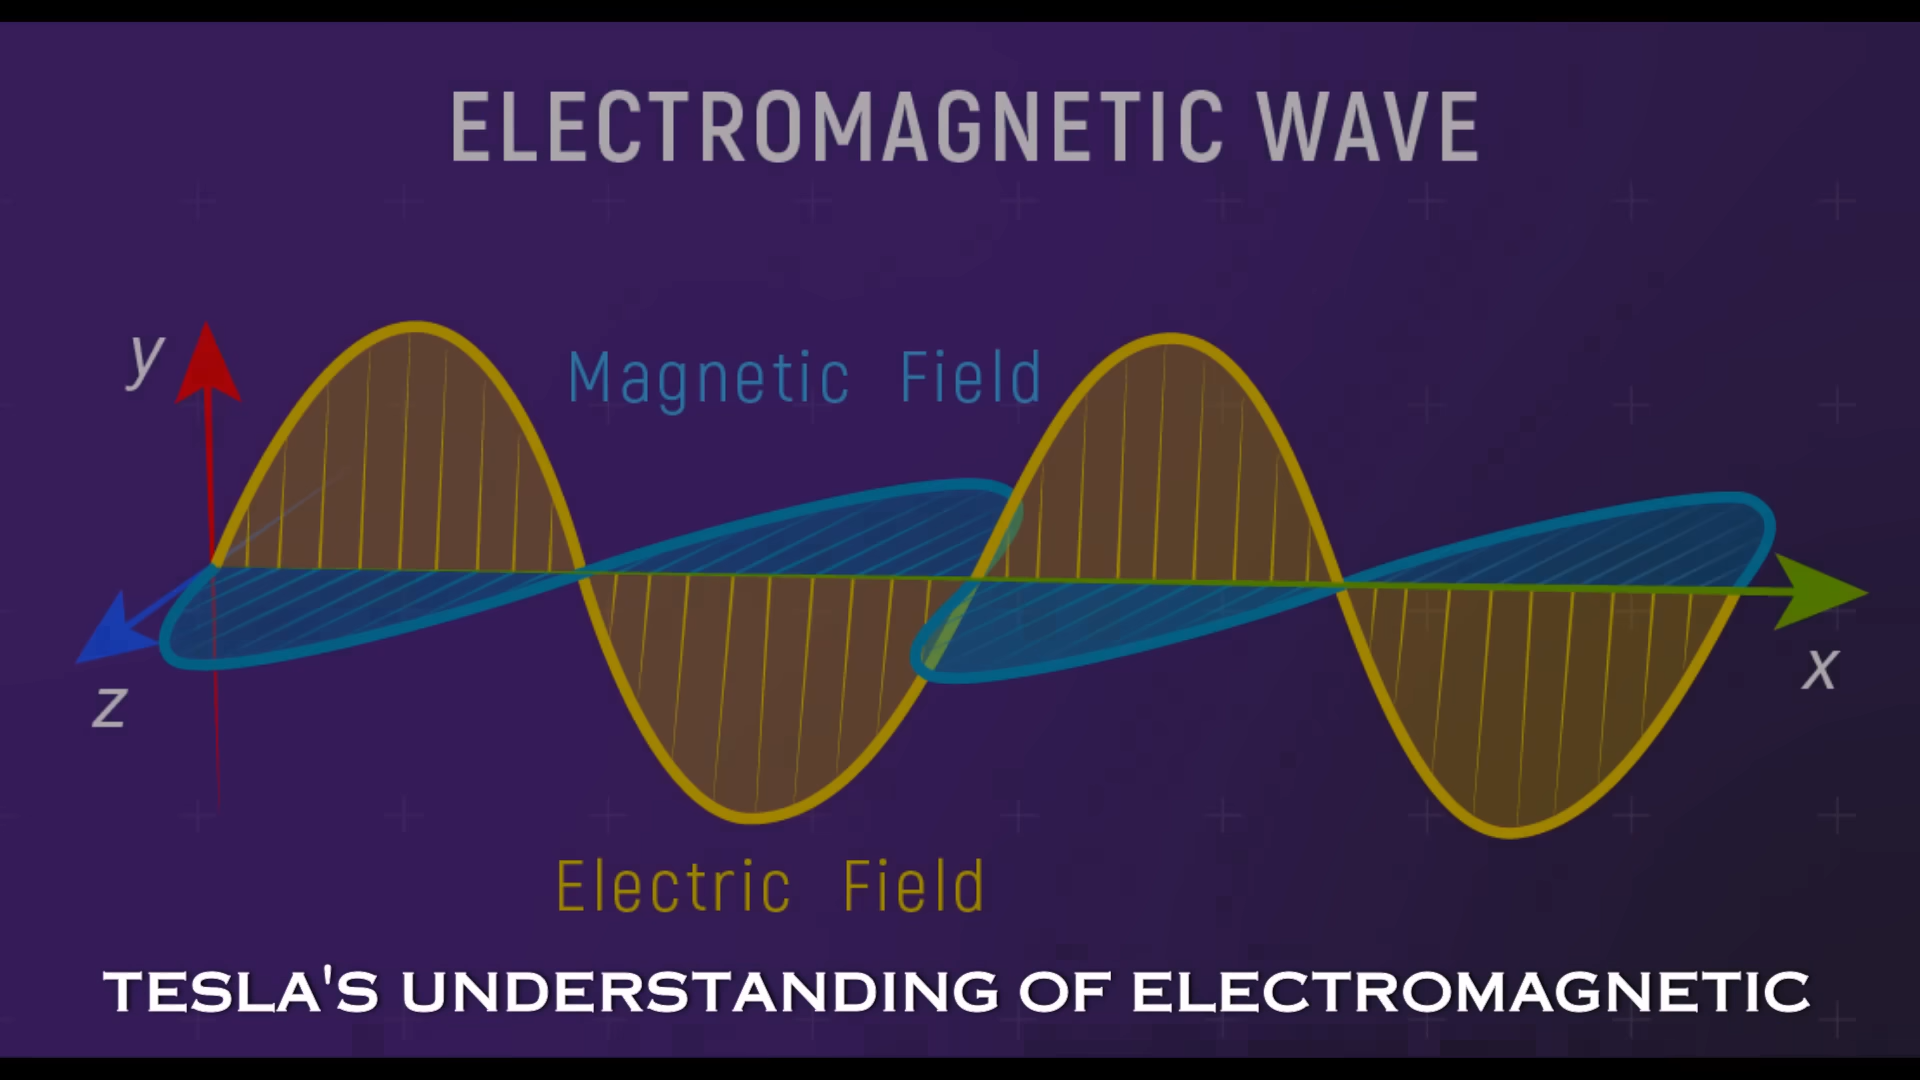 ELECTROMAGNETIC WAVE
y
Magnetic Field
z
x
Electric Field
TESLA'S UNDERSTANDING OF ELECTROMAGNETIC